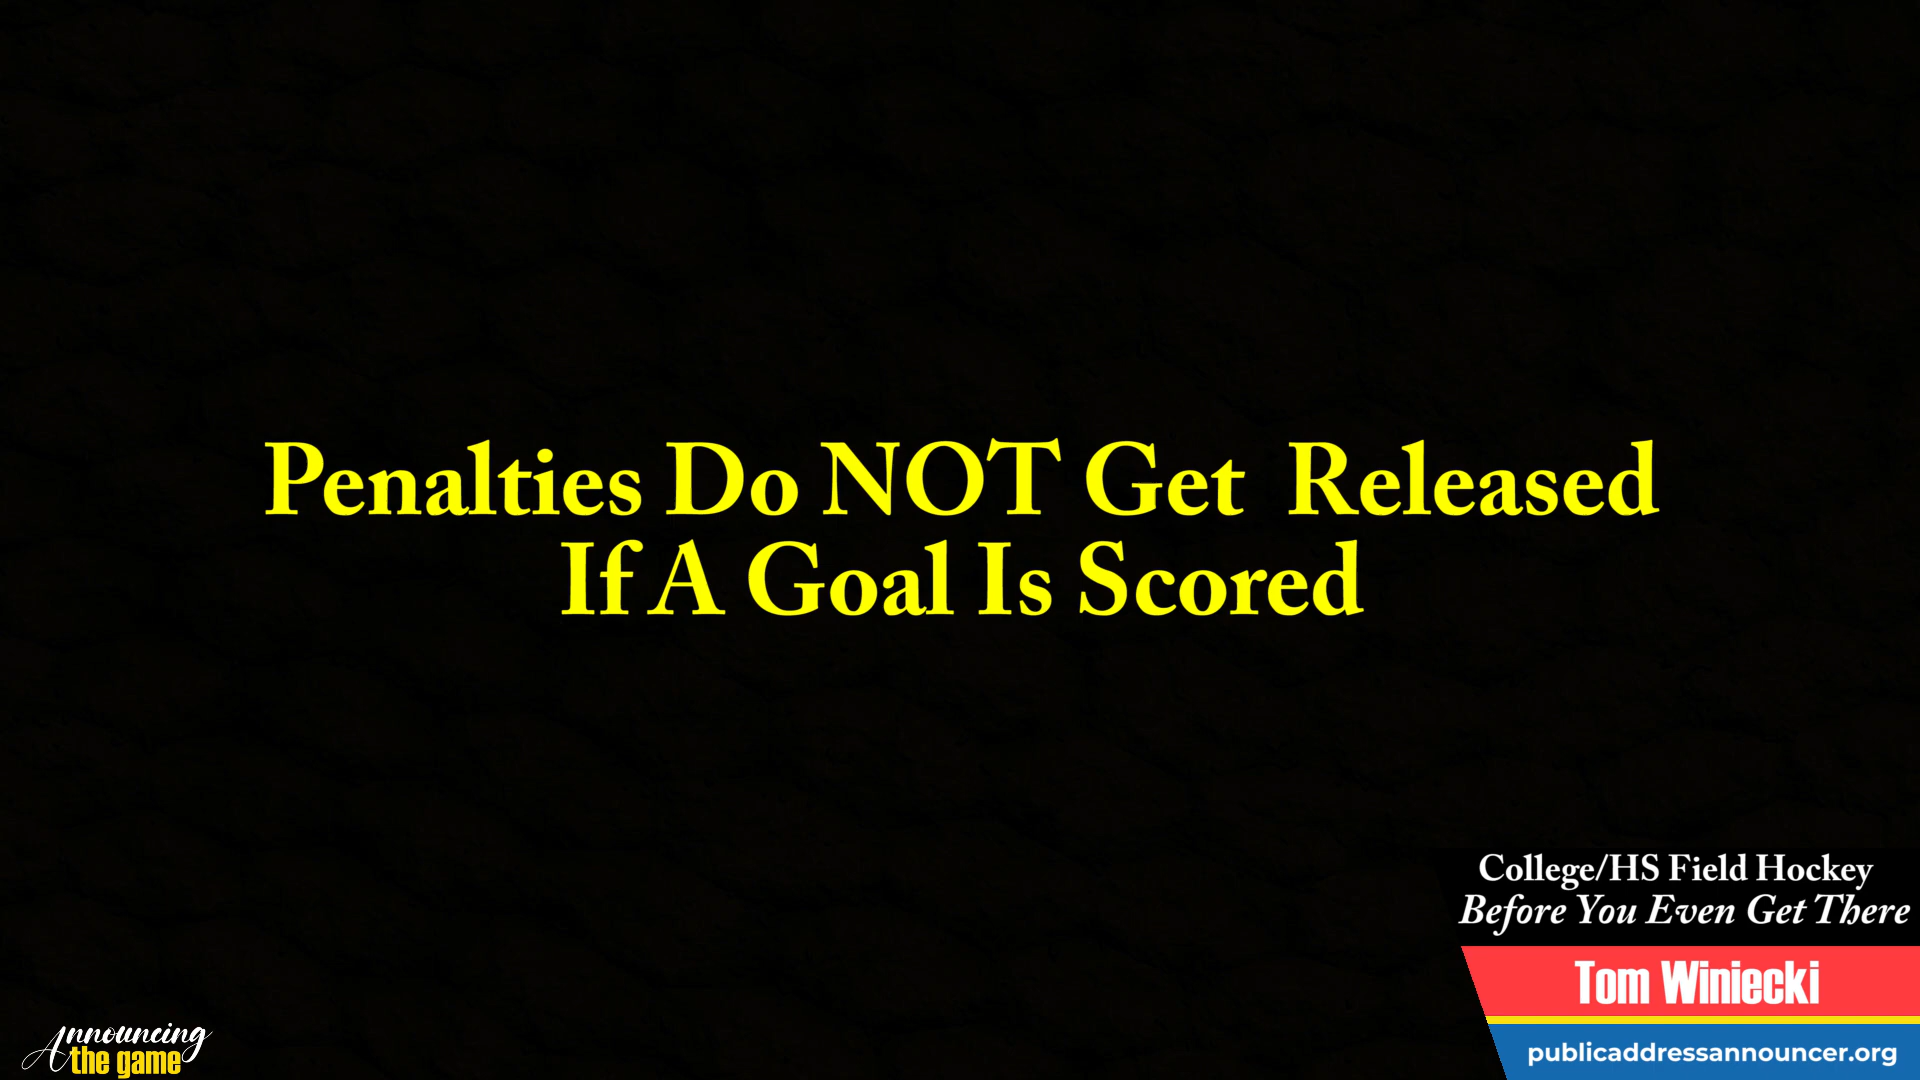 Penalties Do NOT Get Released
If A Goal Is Scored
College/HS Field Hockey
Before You Even Get There
Tom Winiecki
publicaddressannouncer.org
Announcing
the game